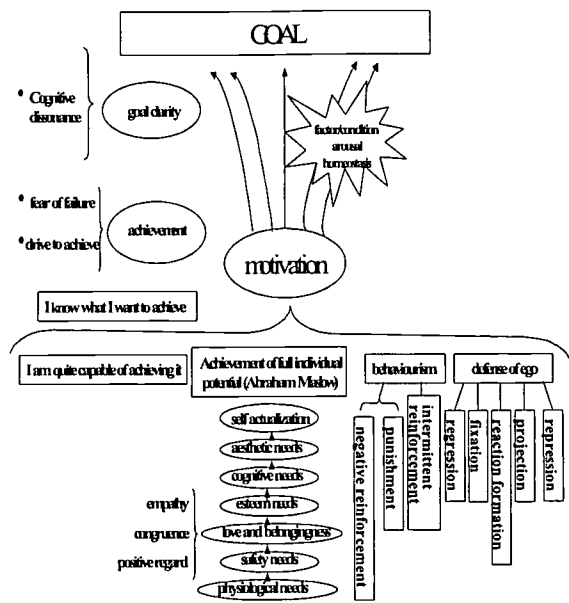 GOAL
• Cognitive
dissonance
goal clarity
factor/condition
arousal
homeostasis
• fear of failure
• drive to achieve
achievement
motivation
I know what I want to achieve
I am quite capable of achieving it
Achievement of full individual
potential (Abraham Maslow)
behaviourism
defense of ego
self actualization
aesthetic needs
cognitive needs
esteem needs
love and belongingness
safety needs
physiological needs
empathy
congruence
positive regard
negative reinforcement
punishment
intermittent
reinforcement
regression
fixation
reaction formation
projection
repression